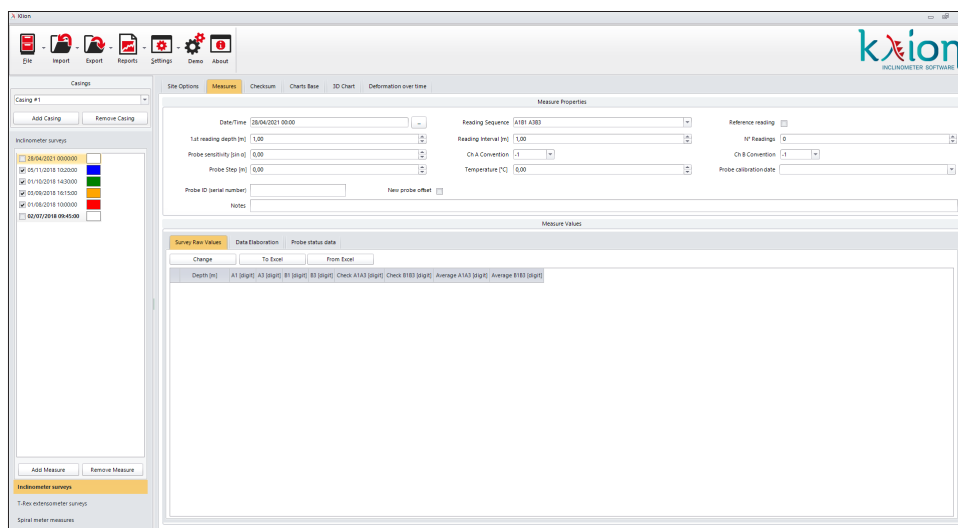 Klion
File Import Export Reports Settings Demo About
kλion
INCLINOMETER SOFTWARE
Casings
Casing #1
Add Casing Remove Casing
Inclinometer surveys
28/04/2021 00:00:00
05/11/2018 10:20:00
01/10/2018 14:30:00
03/09/2018 16:15:00
01/08/2018 10:00:00
02/07/2018 09:45:00
Add Measure Remove Measure
Inclinometer surveys
T-Rex extensometer surveys
Spiral meter measures
Site Options Measures Checksum Charts Base 3D Chart Deformation over time
Measure Properties
Date/Time 28/04/2021 00:00 ... Reading Sequence A1B1 A3B3 Reference reading
1.st reading depth [m] 1,00 Reading Interval [m] 1,00 N° Readings 0
Probe sensitivity [sin α] 0,00 Ch A Convention -1 Ch B Convention -1
Probe Step [m] 0,00 Temperature [°C] 0,00 Probe calibration date
Probe ID (serial number) New probe offset
Notes
Measure Values
Survey Raw Values Data Elaboration Probe status data
Change To Excel From Excel
Depth [m] A1 [digit] A3 [digit] B1 [digit] B3 [digit] Check A1A3 [digit] Check B1B3 [digit] Average A1A3 [digit] Average B1B3 [digit]